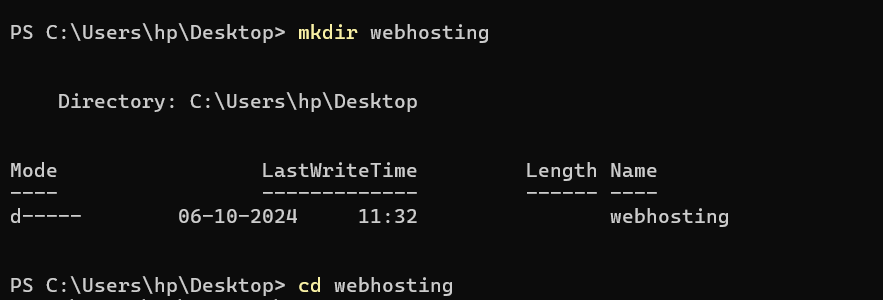 PS C:\Users\hp\Desktop> mkdir webhosting
Directory: C:\Users\hp\Desktop
Mode LastWriteTime Length Name
---- ------------- ------ ----
d----- 06-10-2024 11:32 webhosting
PS C:\Users\hp\Desktop> cd webhosting